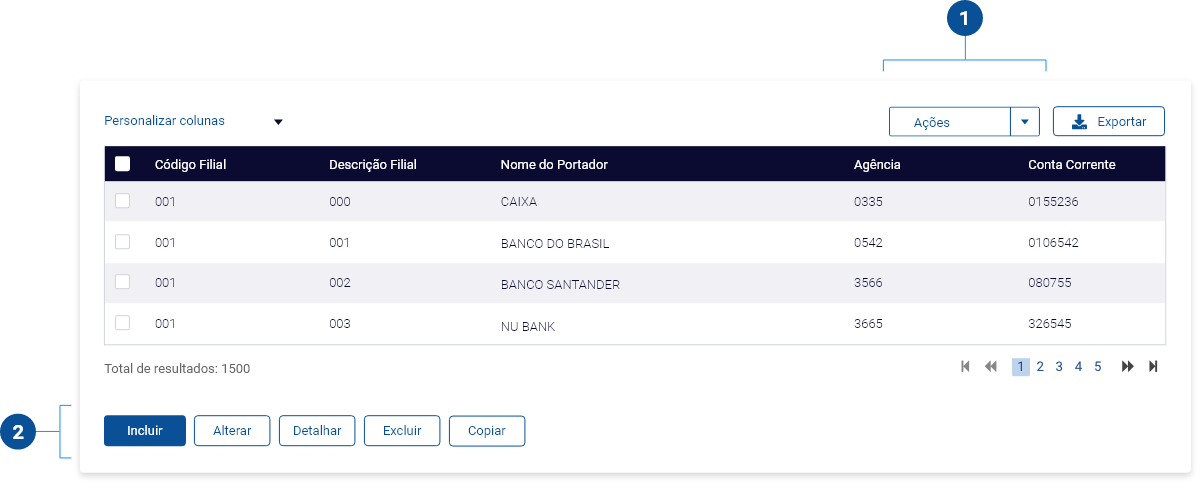 1
Personalizar colunas Ações Exportar
Código Filial Descrição Filial Nome do Portador Agência Conta Corrente
001 000 CAIXA 0335 0155236
001 001 BANCO DO BRASIL 0542 0106542
001 002 BANCO SANTANDER 3566 080755
001 003 NU BANK 3665 326545
Total de resultados: 1500 1 2 3 4 5
2 Incluir Alterar Detalhar Excluir Copiar